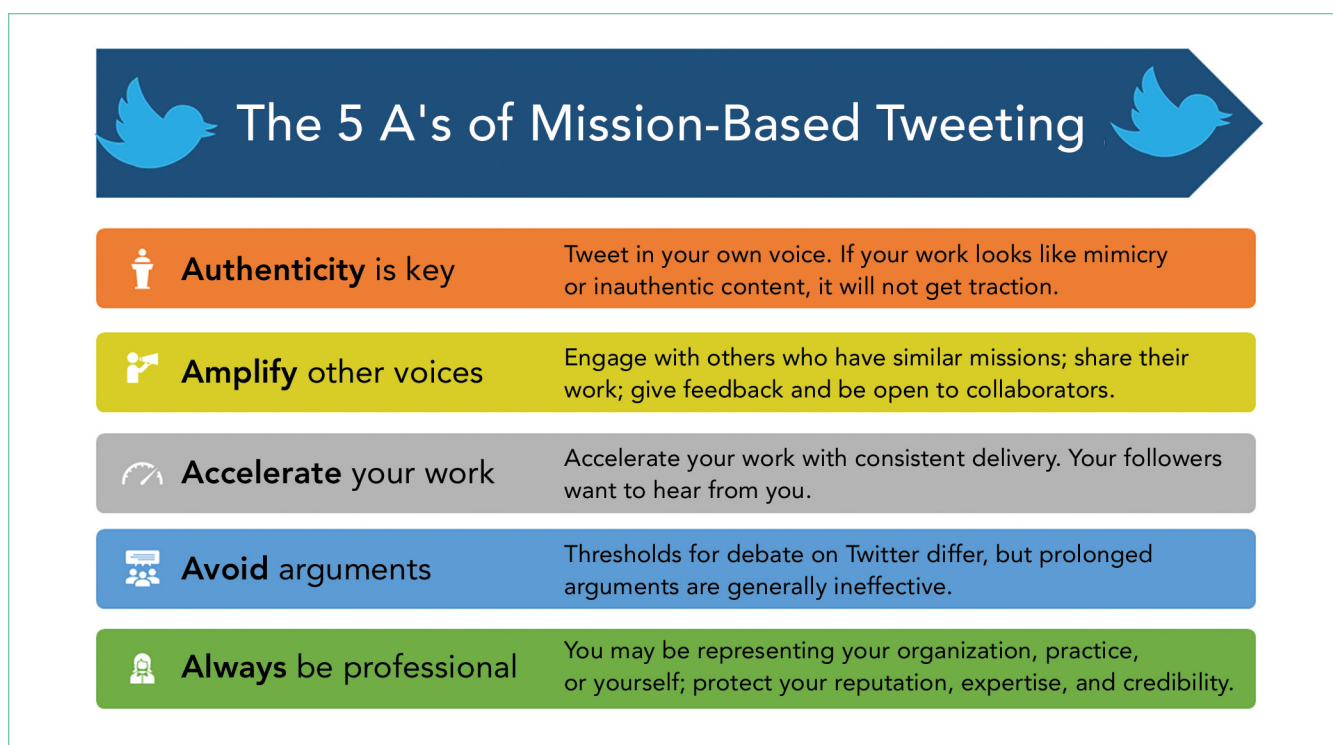 The 5 A's of Mission-Based Tweeting
Authenticity is key
Tweet in your own voice. If your work looks like mimicry
or inauthentic content, it will not get traction.
Amplify other voices
Engage with others who have similar missions; share their
work; give feedback and be open to collaborators.
Accelerate your work
Accelerate your work with consistent delivery. Your followers
want to hear from you.
Avoid arguments
Thresholds for debate on Twitter differ, but prolonged
arguments are generally ineffective.
Always be professional
You may be representing your organization, practice,
or yourself; protect your reputation, expertise, and credibility.